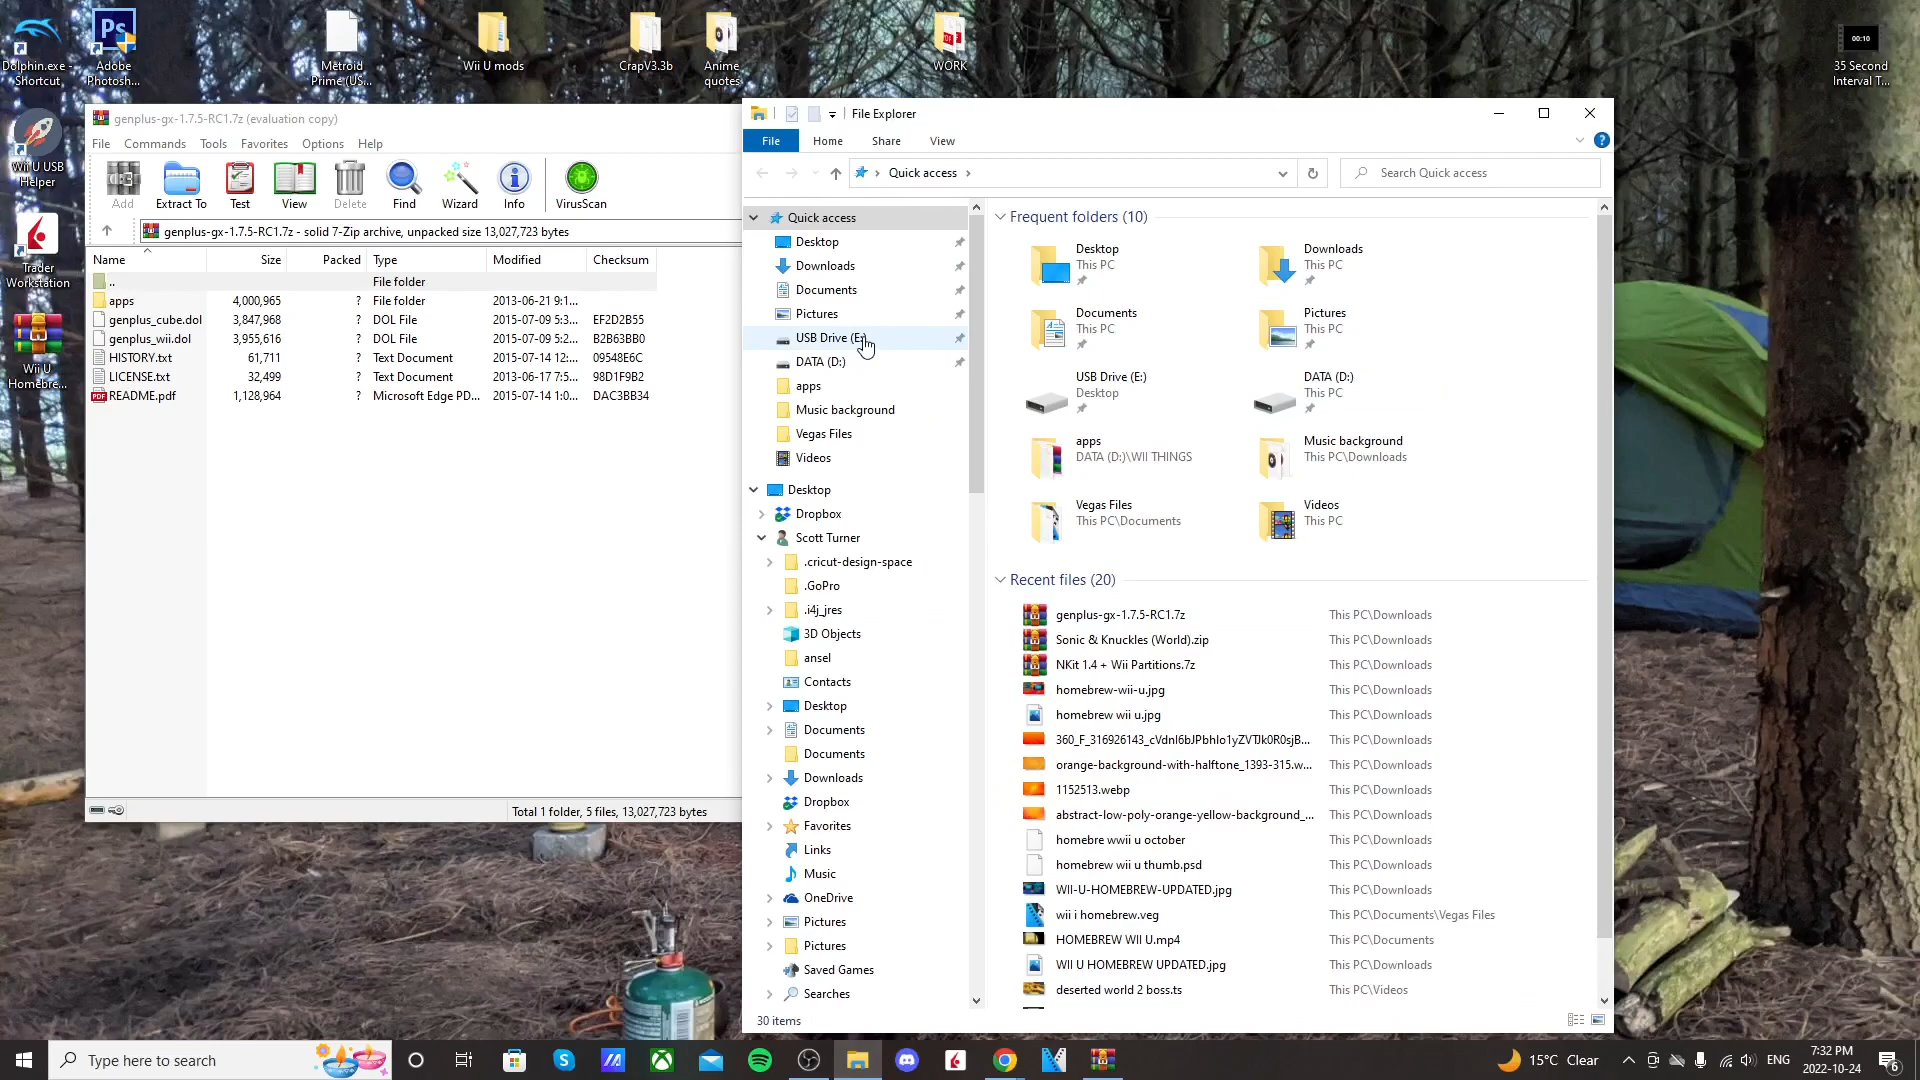 Dolphin.exe - Shortcut
Adobe Photosh...
Metroid Prime (US...
Wii U mods
CrapV3.3b
Anime quotes
WORK
00:10
35 Second Interval T...
Wii U USB Helper
Trader Workstation
Wii U Homebre...
genplus-gx-1.7.5-RC1.7z (evaluation copy)
File Commands Tools Favorites Options Help
Add Extract To Test View Delete Find Wizard Info VirusScan
genplus-gx-1.7.5-RC1.7z - solid 7-Zip archive, unpacked size 13,027,723 bytes
Name Size Packed Type Modified Checksum
.. File folder
apps 4,000,965 ? File folder 2013-06-21 9:1...
genplus_cube.dol 3,847,968 ? DOL File 2015-07-09 5:3... EF2D2B55
genplus_wii.dol 3,955,616 ? DOL File 2015-07-09 5:2... B2B63BB0
HISTORY.txt 61,711 ? Text Document 2015-07-14 12:... 09548E6C
LICENSE.txt 32,499 ? Text Document 2013-06-17 7:5... 98D1F9B2
README.pdf 1,128,964 ? Microsoft Edge PD... 2015-07-14 1:0... DAC3BB34
Total 1 folder, 5 files, 13,027,723 bytes
File Explorer
File Home Share View
Quick access
Search Quick access
Quick access
Desktop
Downloads
Documents
Pictures
USB Drive (E:)
DATA (D:)
apps
Music background
Vegas Files
Videos
Desktop
Dropbox
Scott Turner
.cricut-design-space
.GoPro
.i4j_jres
3D Objects
ansel
Contacts
Desktop
Documents
Documents
Downloads
Dropbox
Favorites
Links
Music
OneDrive
Pictures
Pictures
Saved Games
Searches
30 items
Frequent folders (10)
Desktop
This PC
Downloads
This PC
Documents
This PC
Pictures
This PC
USB Drive (E:)
Desktop
DATA (D:)
This PC
apps
DATA (D:)\WII THINGS
Music background
This PC\Downloads
Vegas Files
This PC\Documents
Videos
This PC
Recent files (20)
genplus-gx-1.7.5-RC1.7z This PC\Downloads
Sonic & Knuckles (World).zip This PC\Downloads
NKit 1.4 + Wii Partitions.7z This PC\Downloads
homebrew-wii-u.jpg This PC\Downloads
homebrew wii u.jpg This PC\Downloads
360_F_316926143_cVdnI6bJPbhIo1yZVTJk0R0sjB... This PC\Downloads
orange-background-with-halftone_1393-315.w... This PC\Downloads
1152513.webp This PC\Downloads
abstract-low-poly-orange-yellow-background_... This PC\Downloads
homebre wwii u october This PC\Downloads
homebrew wii u thumb.psd This PC\Downloads
WII-U-HOMEBREW-UPDATED.jpg This PC\Downloads
wii i homebrew.veg This PC\Documents\Vegas Files
HOMEBREW WII U.mp4 This PC\Documents
WII U HOMEBREW UPDATED.jpg This PC\Downloads
deserted world 2 boss.ts This PC\Videos
Type here to search
15°C Clear
ENG
7:32 PM
2022-10-24
6